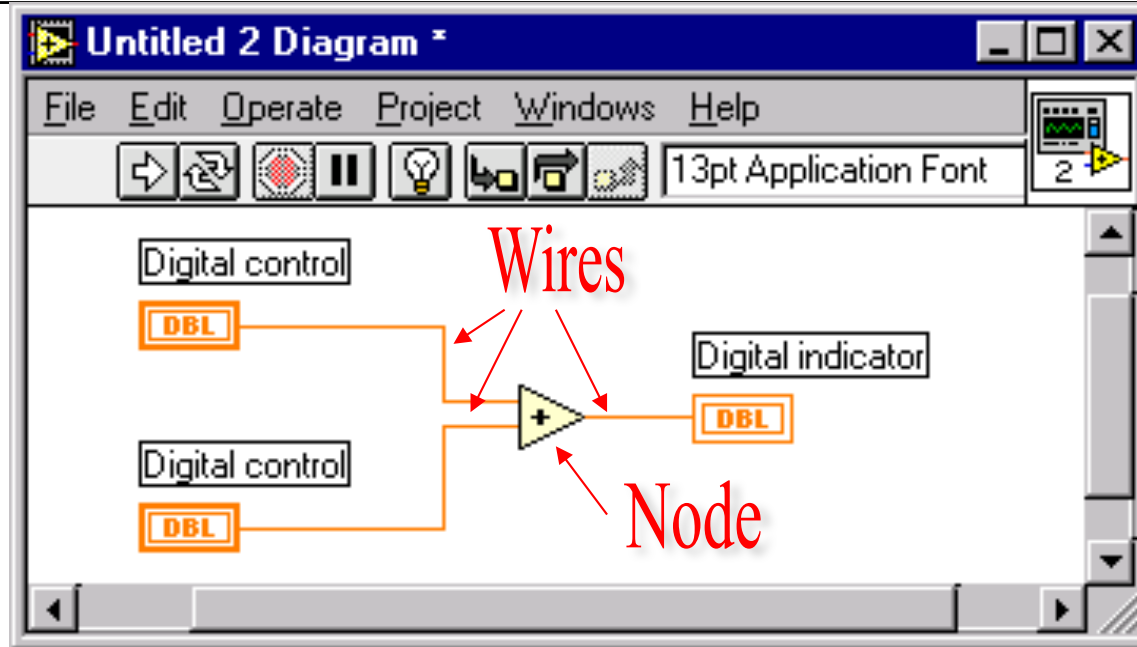 Untitled 2 Diagram *
File Edit Operate Project Windows Help
13pt Application Font
2
Digital control
Wires
DBL
Digital indicator
+
DBL
Digital control
Node
DBL